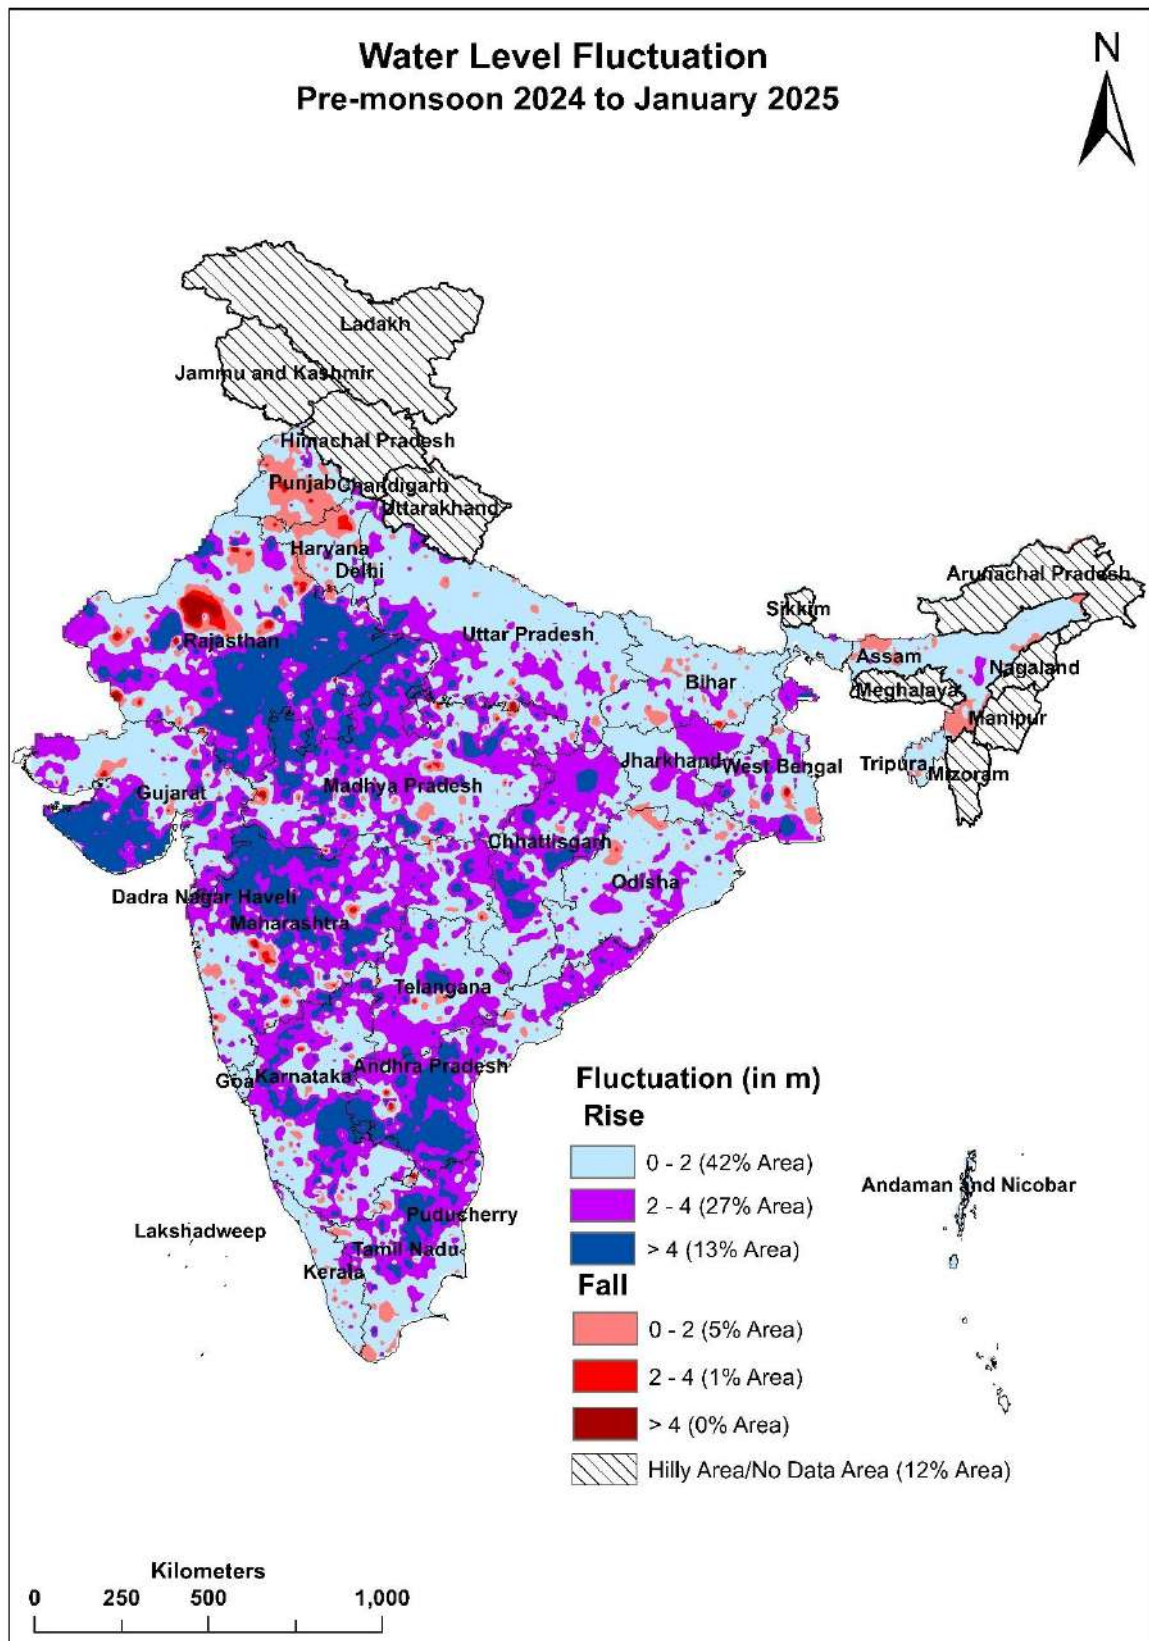 Water Level Fluctuation
Pre-monsoon 2024 to January 2025
N
Ladakh
Jammu and Kashmir
Himachal Pradesh
Punjab
Chandigarh
Uttarakhand
Haryana
Delhi
Arunachal Pradesh
Sikkim
Rajasthan
Uttar Pradesh
Assam
Nagaland
Bihar
Meghalaya
Manipur
Jharkhand
West Bengal
Tripura
Mizoram
Gujarat
Madhya Pradesh
Chhattisgarh
Odisha
Dadra Nagar Haveli
Maharashtra
Telangana
Andhra Pradesh
Goa
Karnataka
Fluctuation (in m)
Rise
0 - 2 (42% Area)
2 - 4 (27% Area)
> 4 (13% Area)
Andaman and Nicobar
Puducherry
Lakshadweep
Tamil Nadu
Kerala
Fall
0 - 2 (5% Area)
2 - 4 (1% Area)
> 4 (0% Area)
Hilly Area/No Data Area (12% Area)
Kilometers
0 250 500 1,000